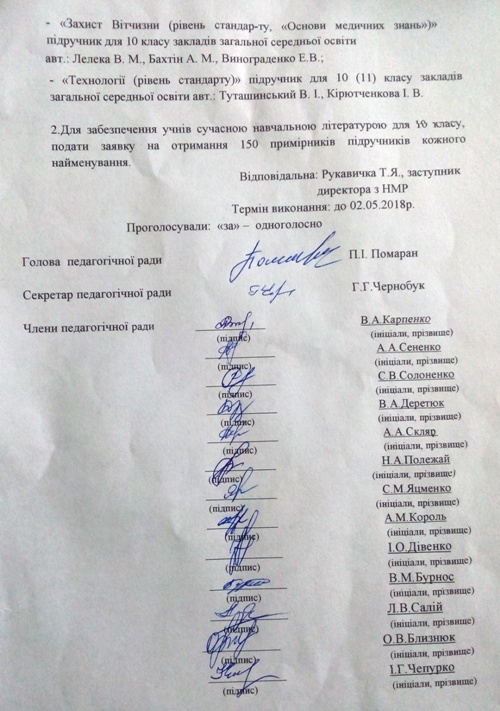 - «Захист Вітчизни (рівень стандар-ту, «Основи медичних знань»)»
підручник для 10 класу закладів загальної середньої освіти
авт.: Лелека В. М., Бахтін А. М., Винограденко Е.В.;
- «Технології (рівень стандарту)» підручник для 10 (11) класу закладів
загальної середньої освіти авт.: Туташинський В. І., Кірютченкова І. В.
2.Для забезпечення учнів сучасною навчальною літературою для 10 класу,
подати заявку на отримання 150 примірників підручників кожного
найменування.
Відповідальна: Рукавичка Т.Я., заступник
директора з НМР
Термін виконання: до 02.05.2018р.
Проголосували: «за» – одноголосно
Голова педагогічної ради П.І. Помаран
Секретар педагогічної ради Г.Г.Чернобук
Члени педагогічної ради В.А.Карпенко
(підпис) (ініціали, прізвище)
А.А.Сененко
(підпис) (ініціали, прізвище)
С.В.Солоненко
(підпис) (ініціали, прізвище)
В.А.Деретюк
(підпис) (ініціали, прізвище)
А.А.Скляр
(підпис) (ініціали, прізвище)
Н.А.Полежай
(підпис) (ініціали, прізвище)
С.М.Яцменко
(підпис) (ініціали, прізвище)
А.М.Король
(підпис) (ініціали, прізвище)
І.О.Дівенко
(підпис) (ініціали, прізвище)
В.М.Бурнос
(підпис) (ініціали, прізвище)
Л.В.Салій
(підпис) (ініціали, прізвище)
О.В.Близнюк
(підпис) (ініціали, прізвище)
І.Г.Чепурко
(підпис) (ініціали, прізвище)